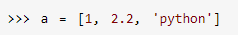 >>> a = [1, 2.2, 'python']